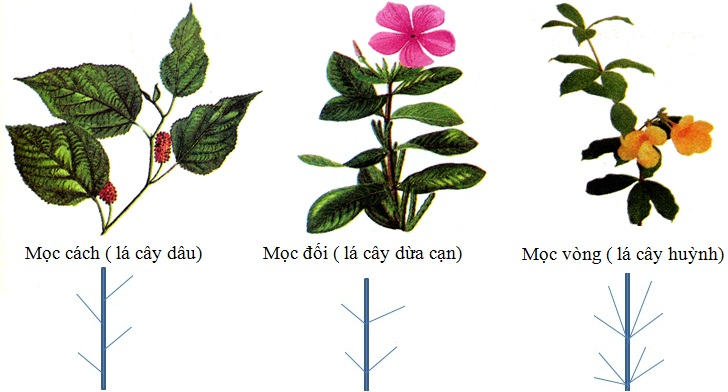 Mọc cách ( lá cây dâu)
Mọc đối ( lá cây dừa cạn)
Mọc vòng ( lá cây huỳnh)